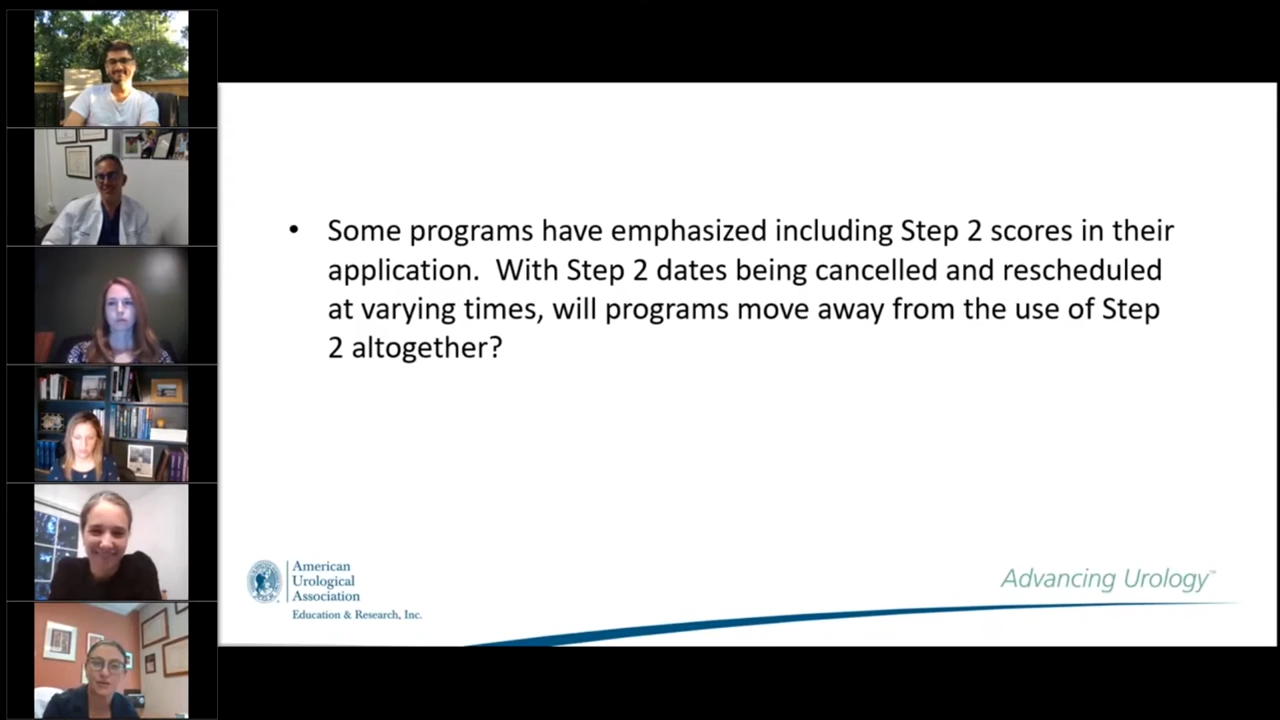 • Some programs have emphasized including Step 2 scores in their
application.  With Step 2 dates being cancelled and rescheduled
at varying times, will programs move away from the use of Step
2 altogether?
American
Urological
Association
Education & Research, Inc.
Advancing Urology™